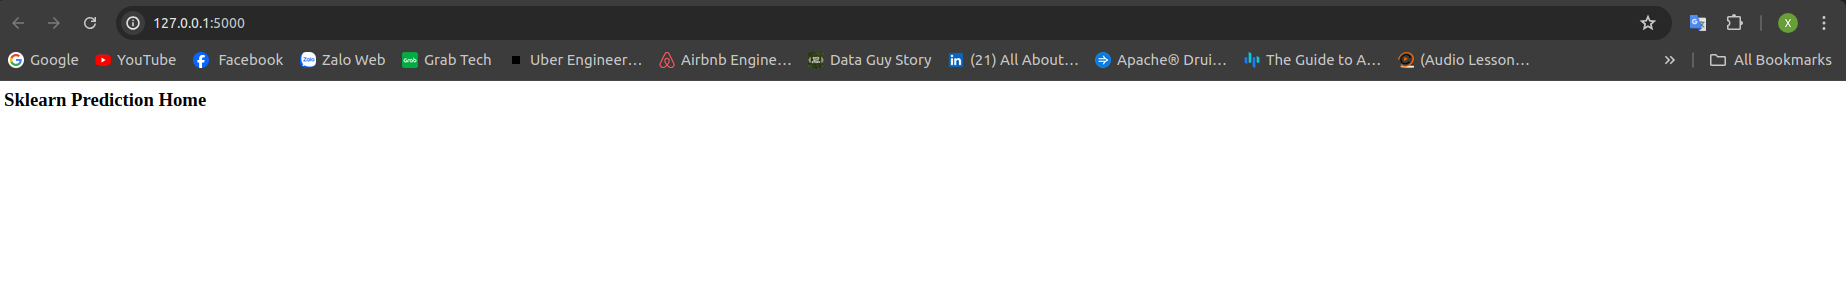 127.0.0.1:5000
X
Google YouTube Facebook Zalo Web Grab Tech Uber Engineer... Airbnb Engine... Data Guy Story (21) All About... Apache® Drui... The Guide to A... (Audio Lesson... » All Bookmarks
Sklearn Prediction Home